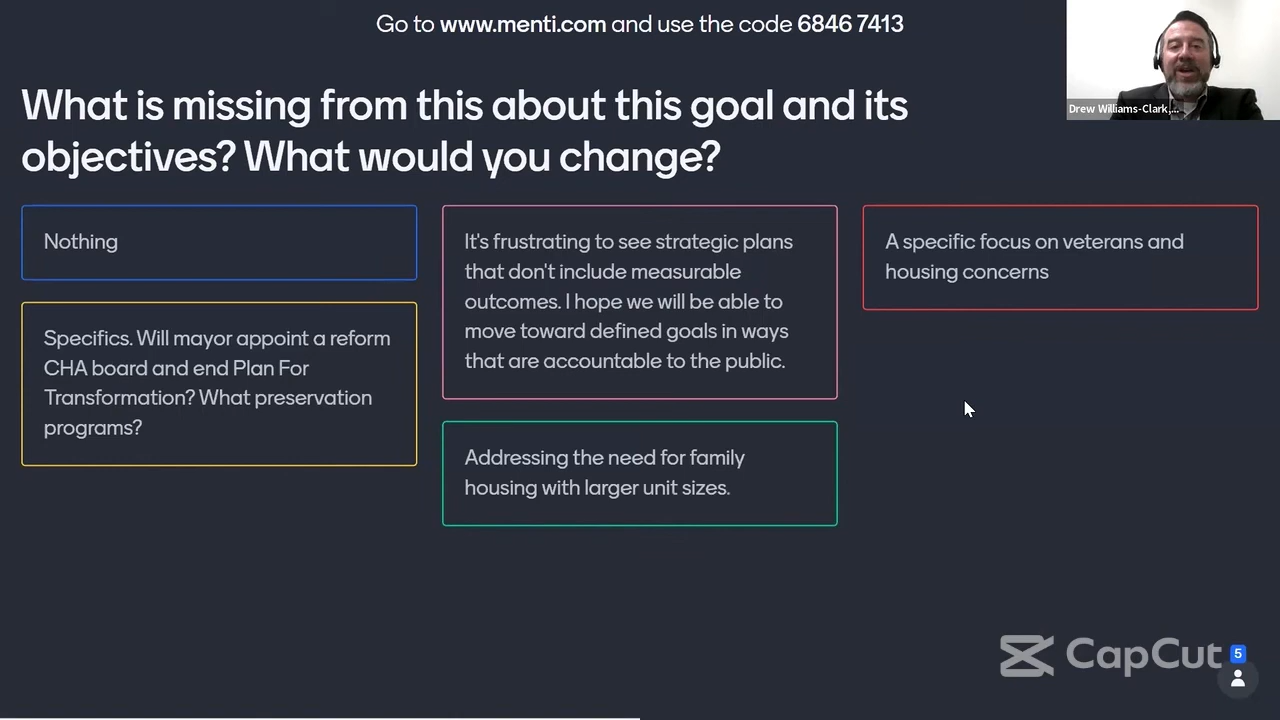 Go to www.menti.com and use the code 6846 7413
Drew Williams-Clark,...
What is missing from this about this goal and its
objectives? What would you change?
Nothing
Specifics. Will mayor appoint a reform
CHA board and end Plan For
Transformation? What preservation
programs?
It's frustrating to see strategic plans
that don't include measurable
outcomes. I hope we will be able to
move toward defined goals in ways
that are accountable to the public.
Addressing the need for family
housing with larger unit sizes.
A specific focus on veterans and
housing concerns
CapCut
5